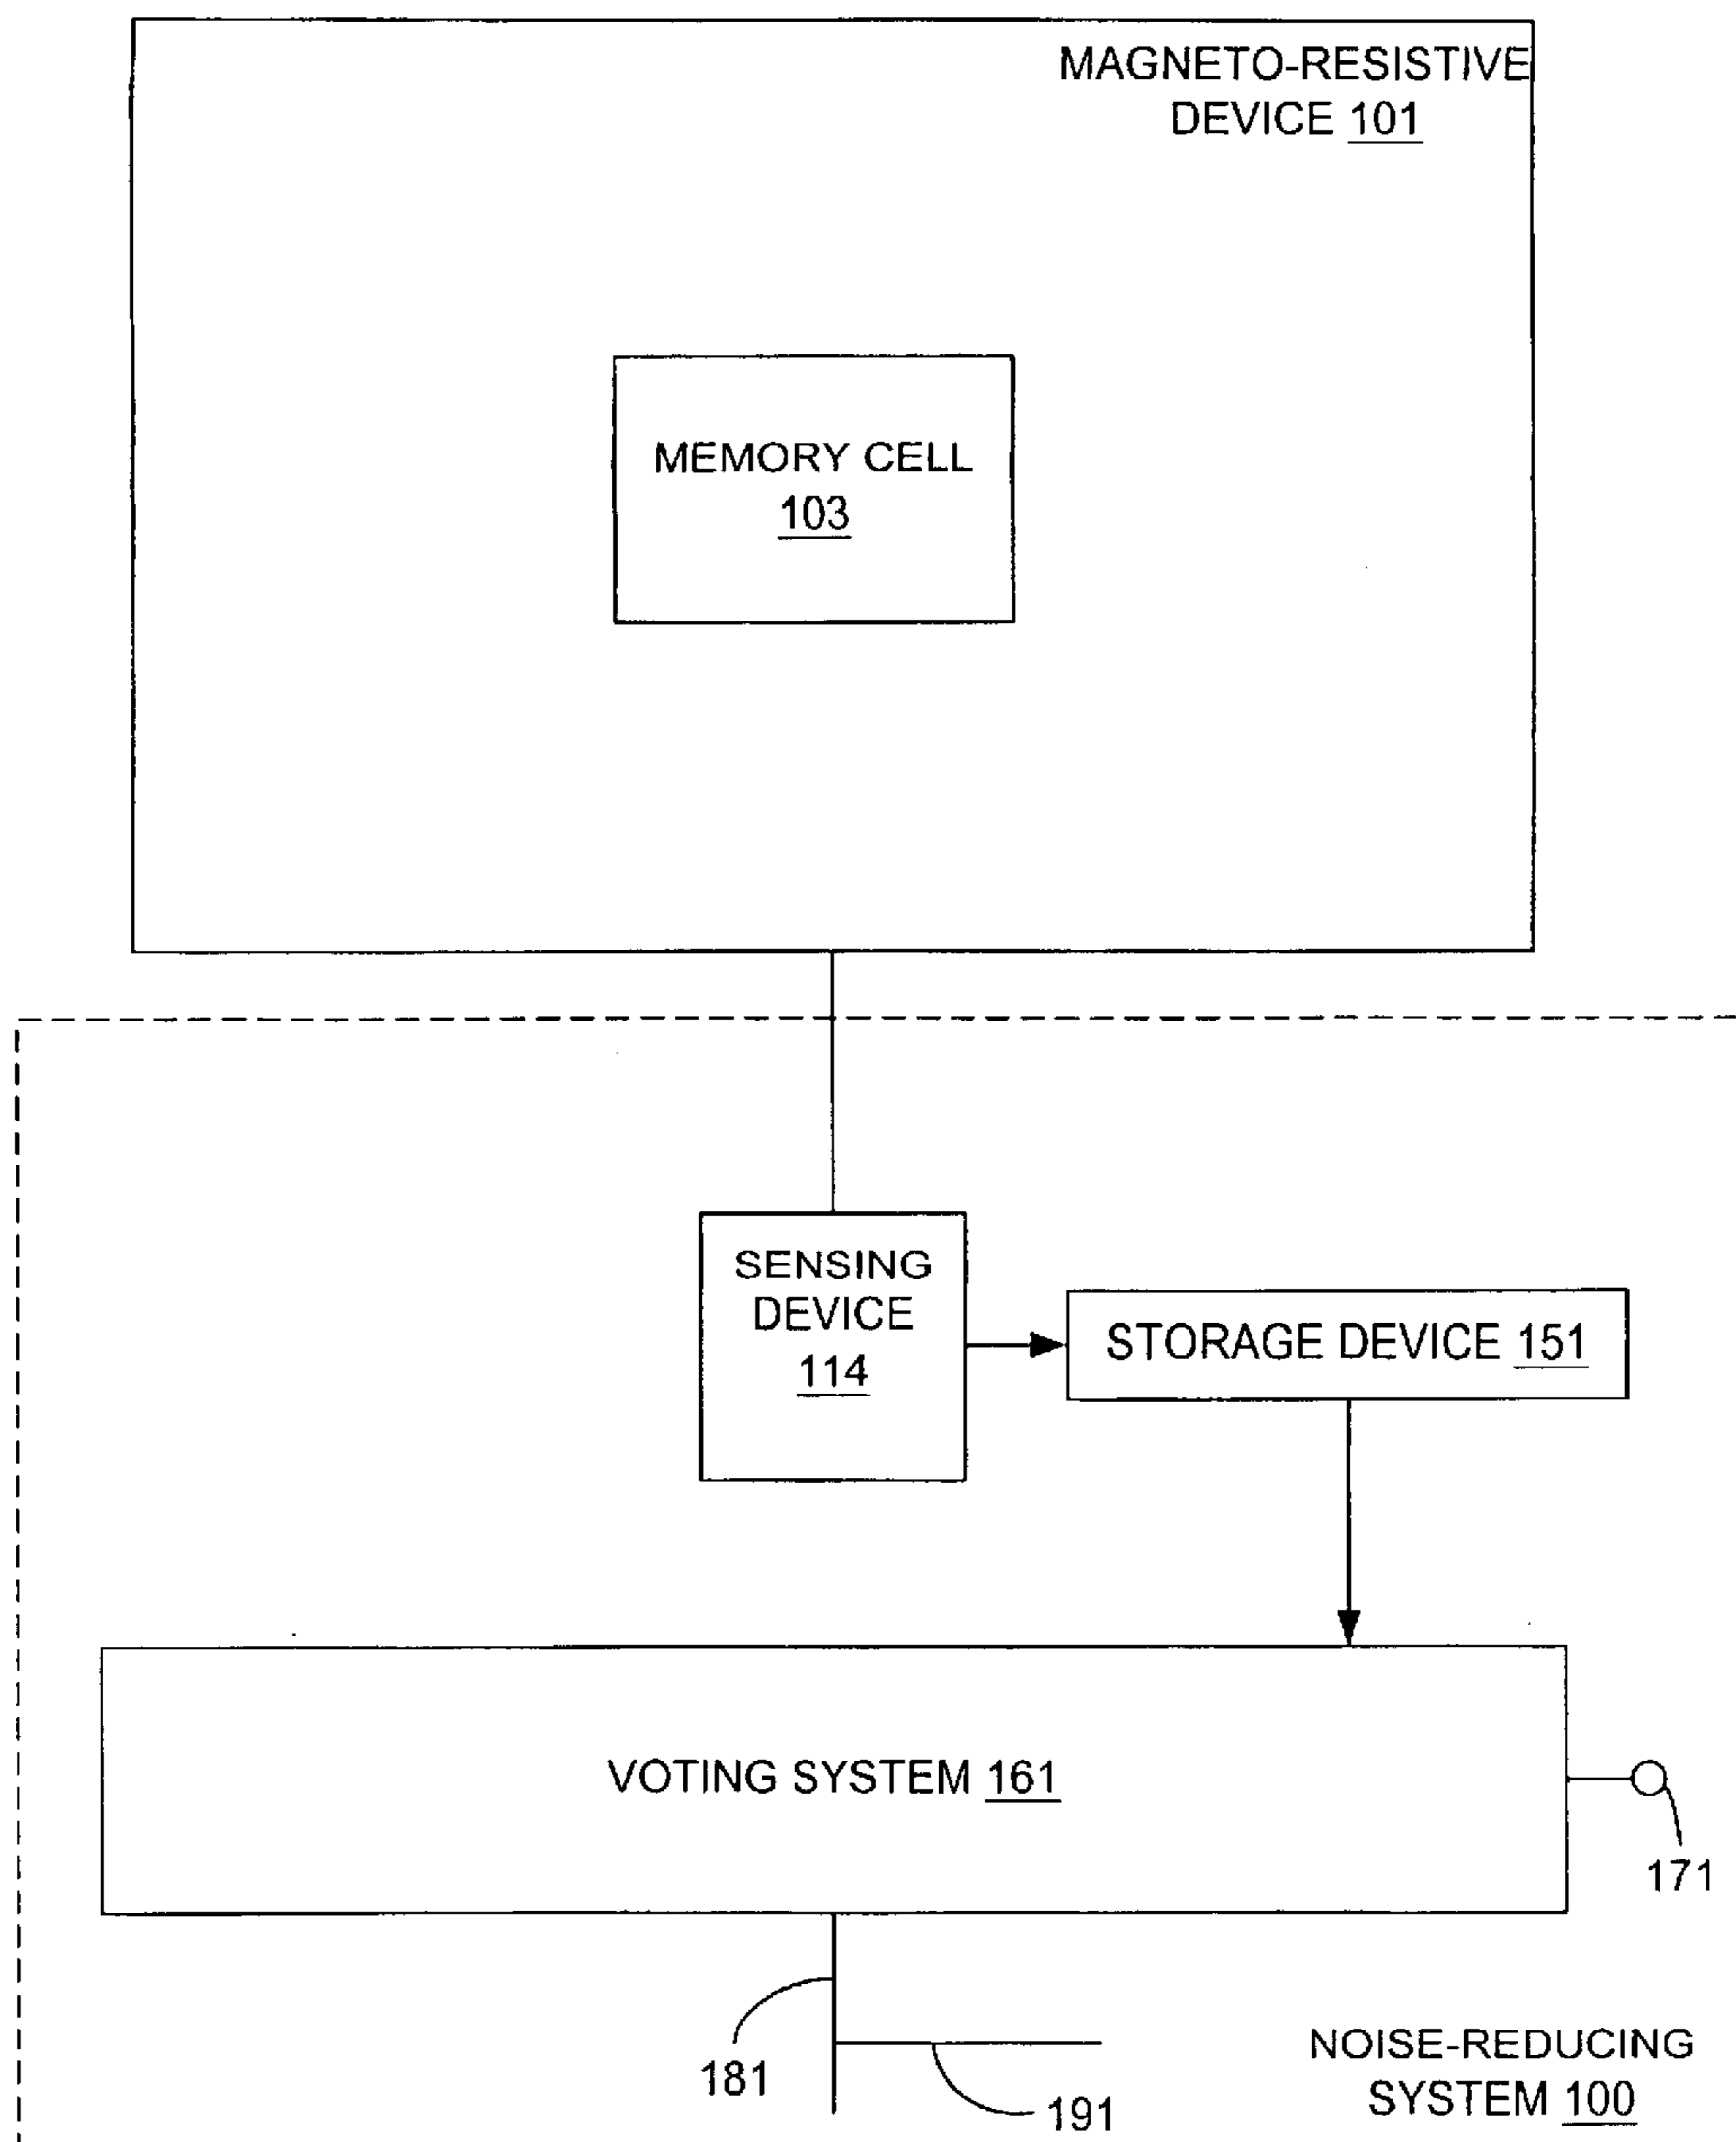 MAGNETO-RESISTIVE
DEVICE 101
MEMORY CELL
103
SENSING
DEVICE
114
STORAGE DEVICE 151
VOTING SYSTEM 161
171
181
191
NOISE-REDUCING
SYSTEM 100